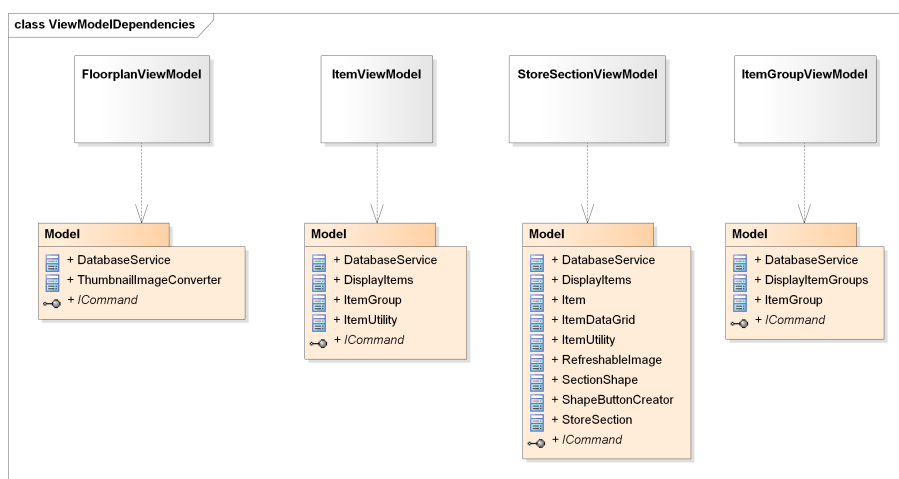 class ViewModelDependencies
FloorplanViewModel
ItemViewModel
StoreSectionViewModel
ItemGroupViewModel
Model
+ DatabaseService
+ ThumbnailImageConverter
+ ICommand
Model
+ DatabaseService
+ DisplayItems
+ ItemGroup
+ ItemUtility
+ ICommand
Model
+ DatabaseService
+ DisplayItems
+ Item
+ ItemDataGrid
+ ItemUtility
+ RefreshableImage
+ SectionShape
+ ShapeButtonCreator
+ StoreSection
+ ICommand
Model
+ DatabaseService
+ DisplayItemGroups
+ ItemGroup
+ ICommand